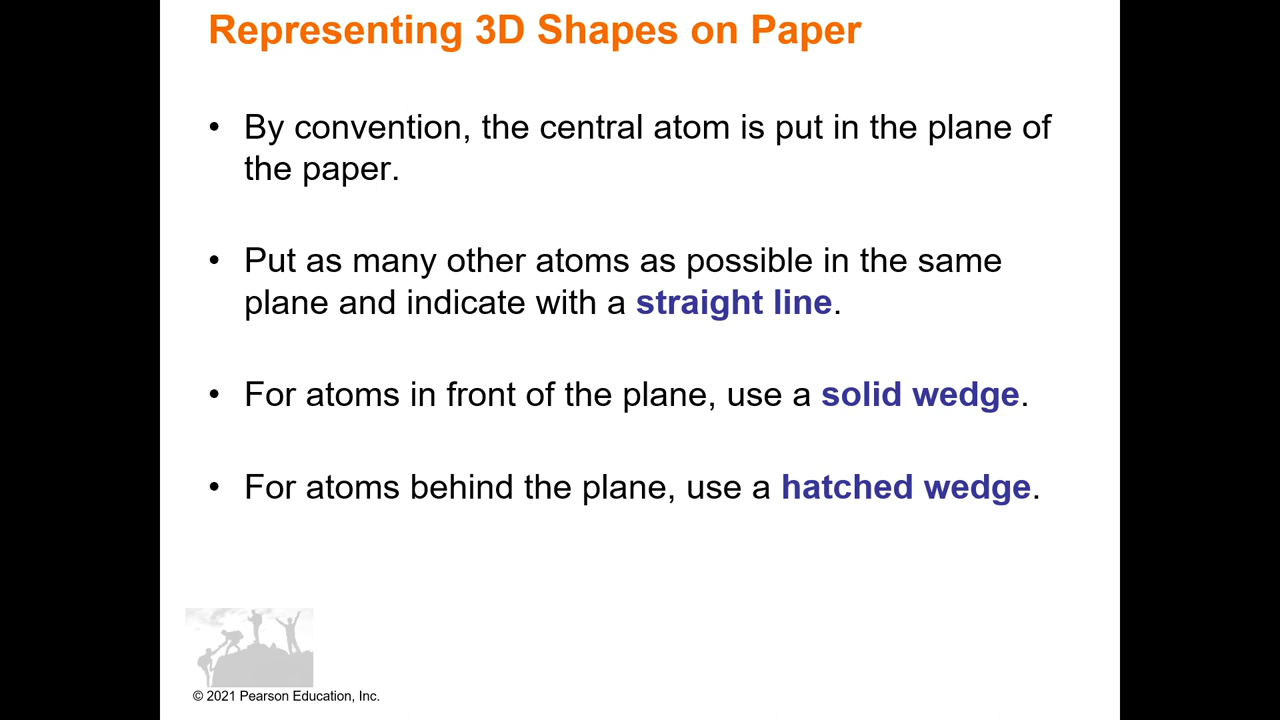 Representing 3D Shapes on Paper
• By convention, the central atom is put in the plane of
the paper.
• Put as many other atoms as possible in the same
plane and indicate with a straight line.
• For atoms in front of the plane, use a solid wedge.
• For atoms behind the plane, use a hatched wedge.
© 2021 Pearson Education, Inc.